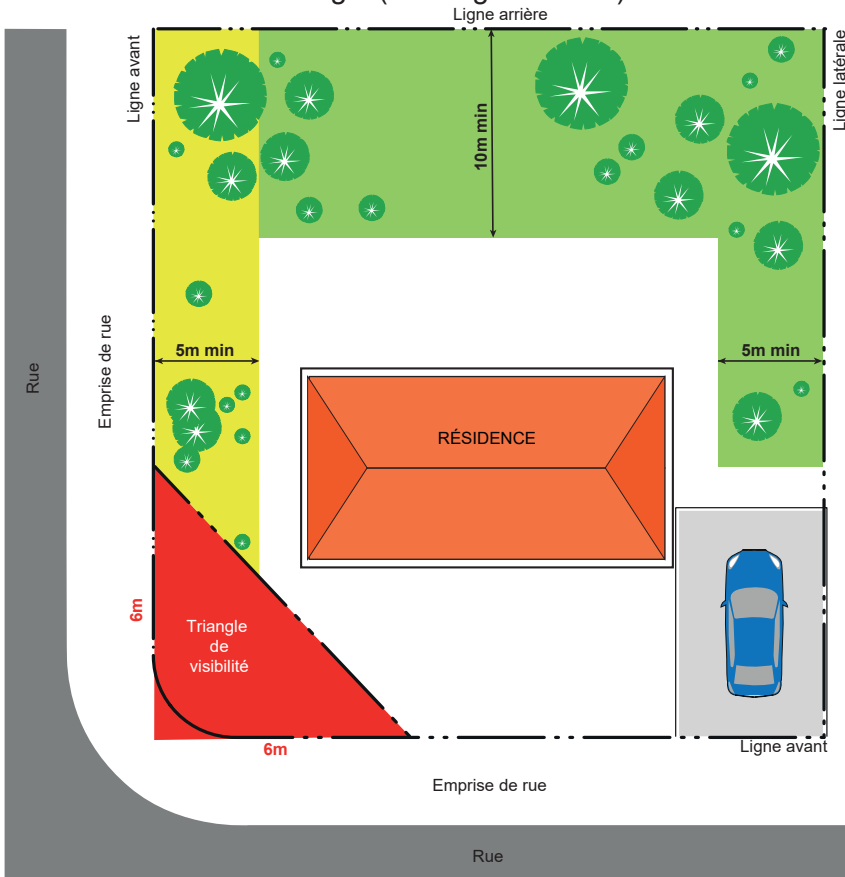 Ligne arrière
Ligne avant
Ligne latérale
10m min
Rue
Emprise de rue
5m min
5m min
RÉSIDENCE
6m
Triangle
de
visibilité
6m
Ligne avant
Emprise de rue
Rue